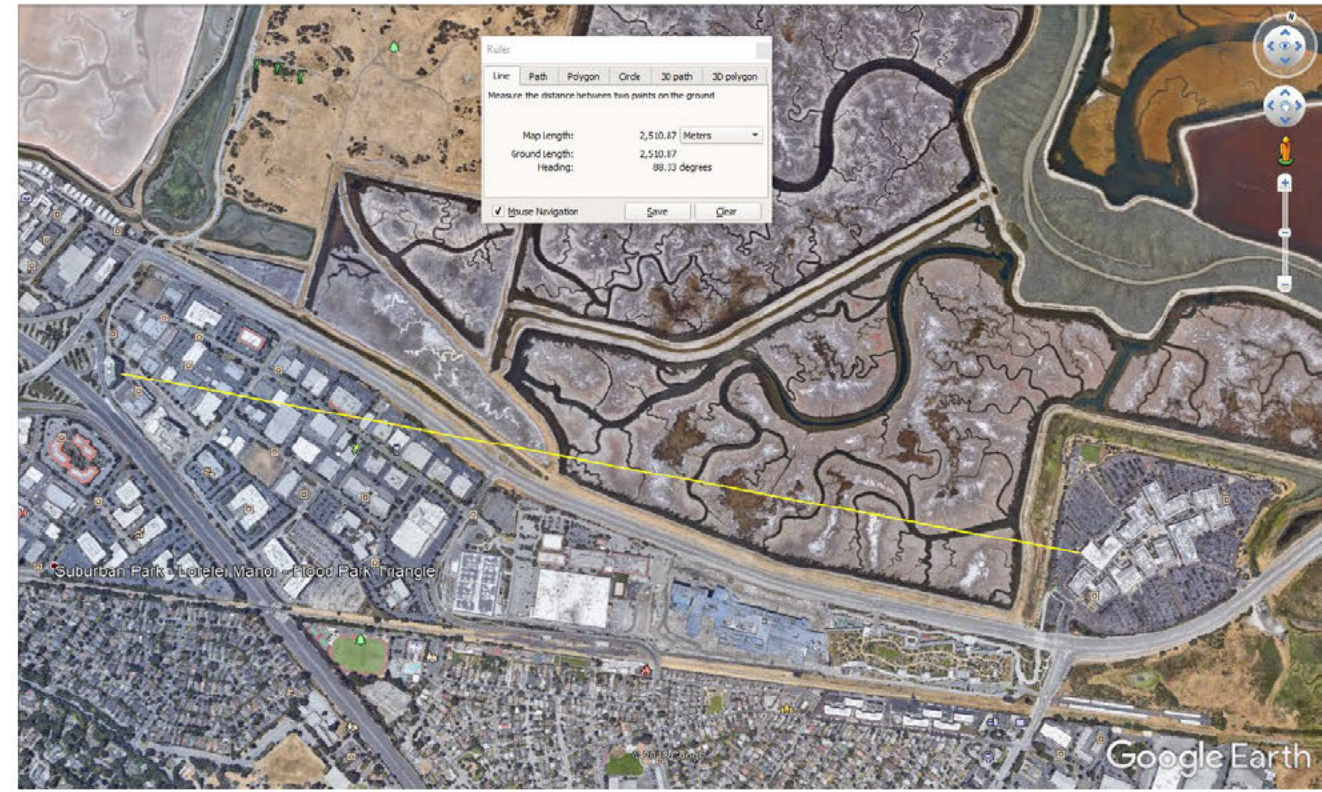 N
Ruler
Line Path Polygon Circle 3D path 3D polygon
Measure the distance between two points on the ground
Map Length: 2,510.87 Meters
Ground Length: 2,510.87
Heading: 88.33 degrees
Mouse Navigation Save Clear
Suburban Park - Lorelei Manor - Flood Park Triangle
Google Earth